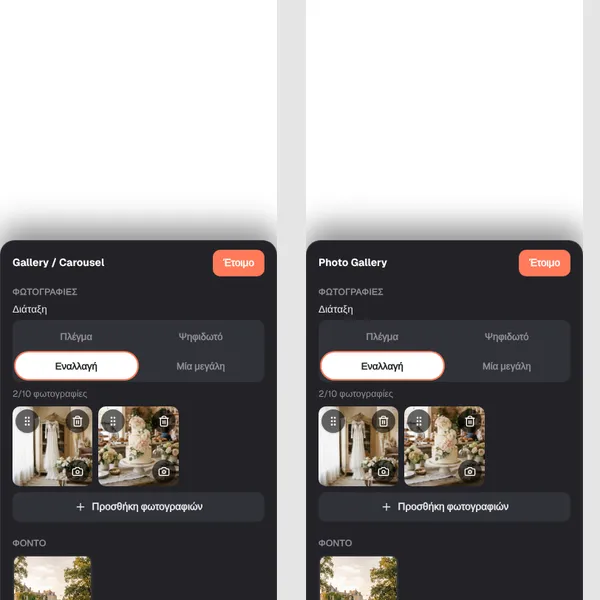 Gallery / Carousel
Έτοιμο
ΦΩΤΟΓΡΑΦΙΕΣ
Διάταξη
Πλέγμα
Ψηφιδωτό
Εναλλαγή
Μία μεγάλη
2/10 φωτογραφίες
+ Προσθήκη φωτογραφιών
ΦΟΝΤΟ
Photo Gallery
Έτοιμο
ΦΩΤΟΓΡΑΦΙΕΣ
Διάταξη
Πλέγμα
Ψηφιδωτό
Εναλλαγή
Μία μεγάλη
2/10 φωτογραφίες
+ Προσθήκη φωτογραφιών
ΦΟΝΤΟ